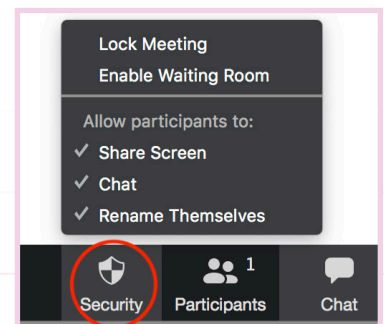 Lock Meeting
Enable Waiting Room
Allow participants to:
✓ Share Screen
✓ Chat
✓ Rename Themselves
1
Security Participants Chat